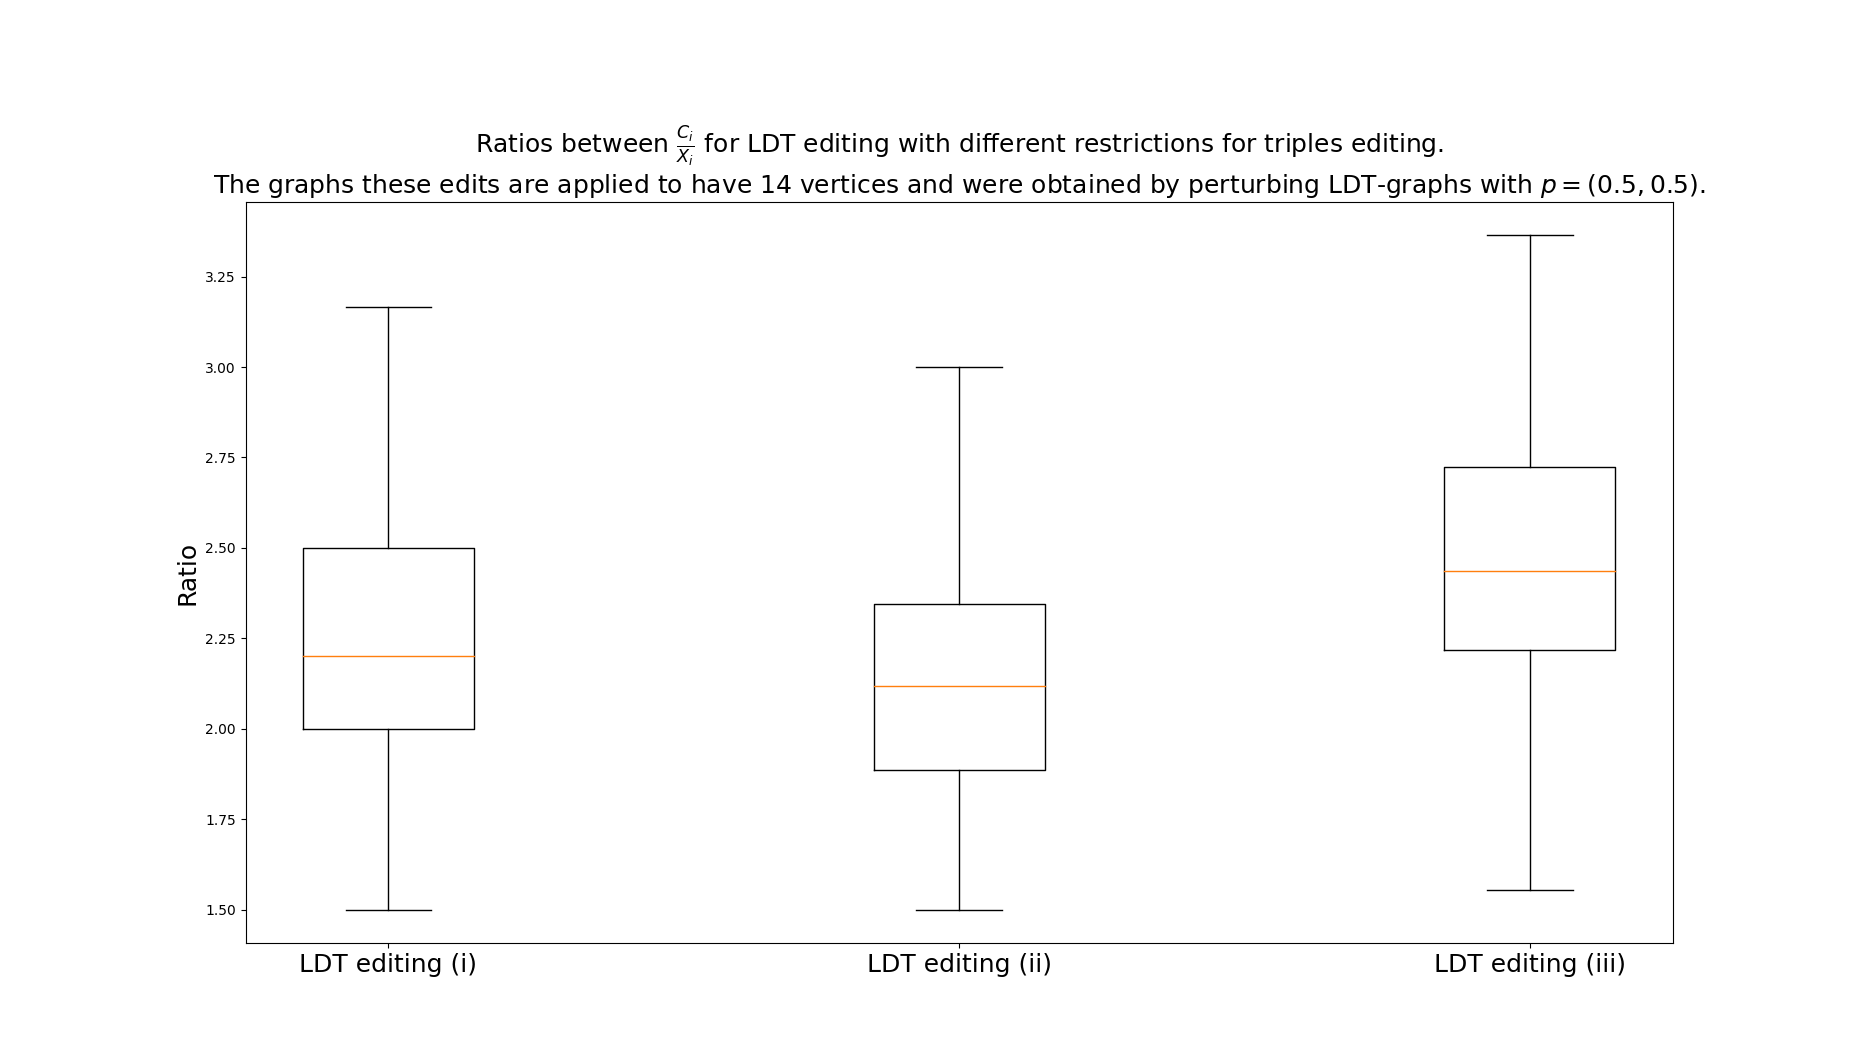 Ratios between C_i/X_i for LDT editing with different restrictions for triples editing.
The graphs these edits are applied to have 14 vertices and were obtained by perturbing LDT-graphs with p = (0.5, 0.5).
Ratio
3.25
3.00
2.75
2.50
2.25
2.00
1.75
1.50
LDT editing (i)
LDT editing (ii)
LDT editing (iii)